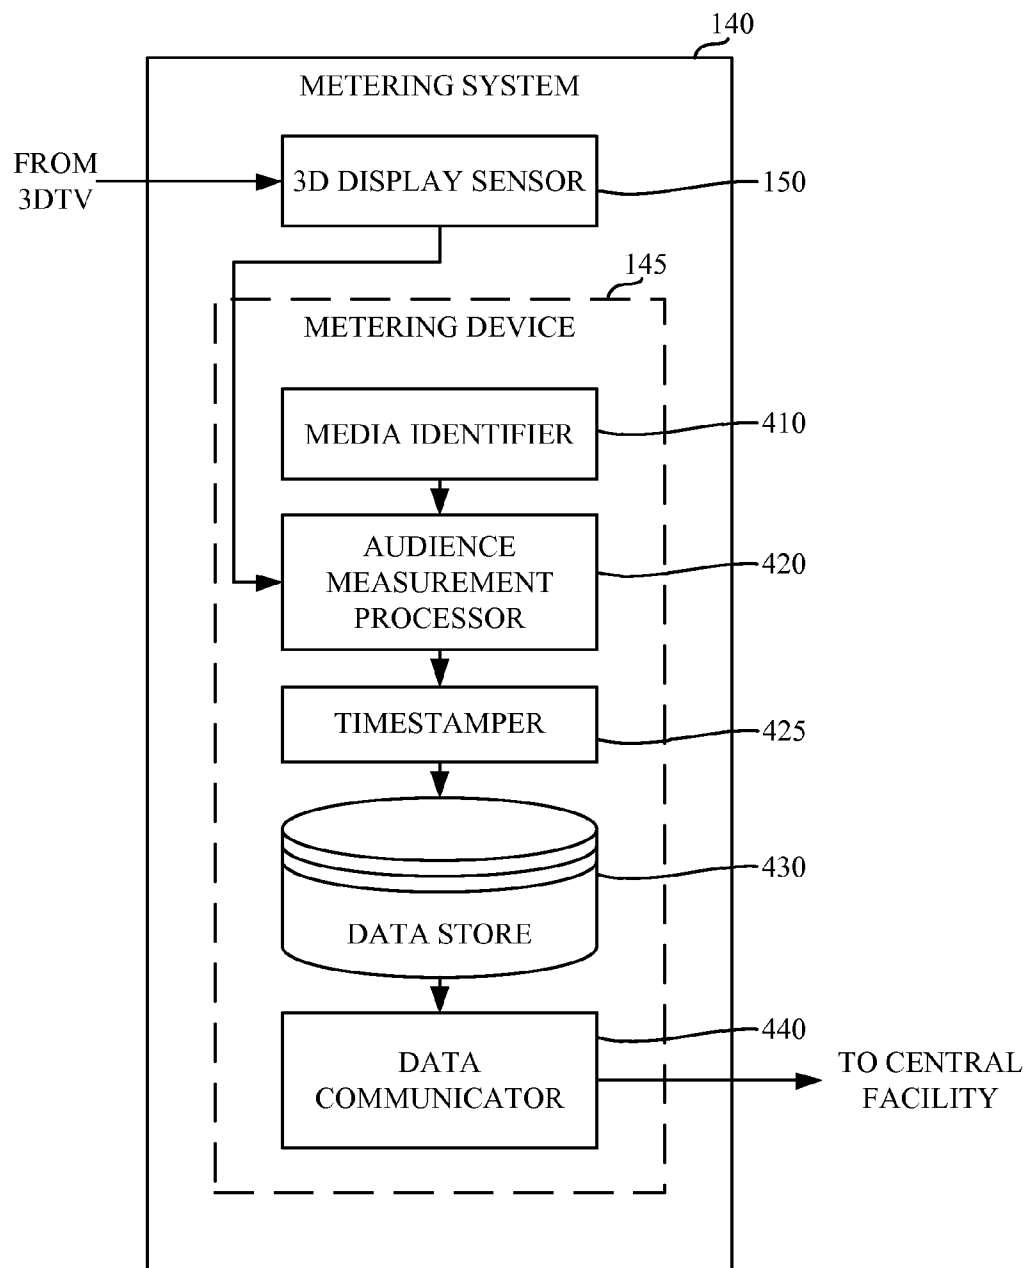 140
METERING SYSTEM
FROM
3DTV
3D DISPLAY SENSOR
150
145
METERING DEVICE
MEDIA IDENTIFIER
410
AUDIENCE
MEASUREMENT
PROCESSOR
420
TIMESTAMPER
425
DATA STORE
430
DATA
COMMUNICATOR
440
TO CENTRAL
FACILITY